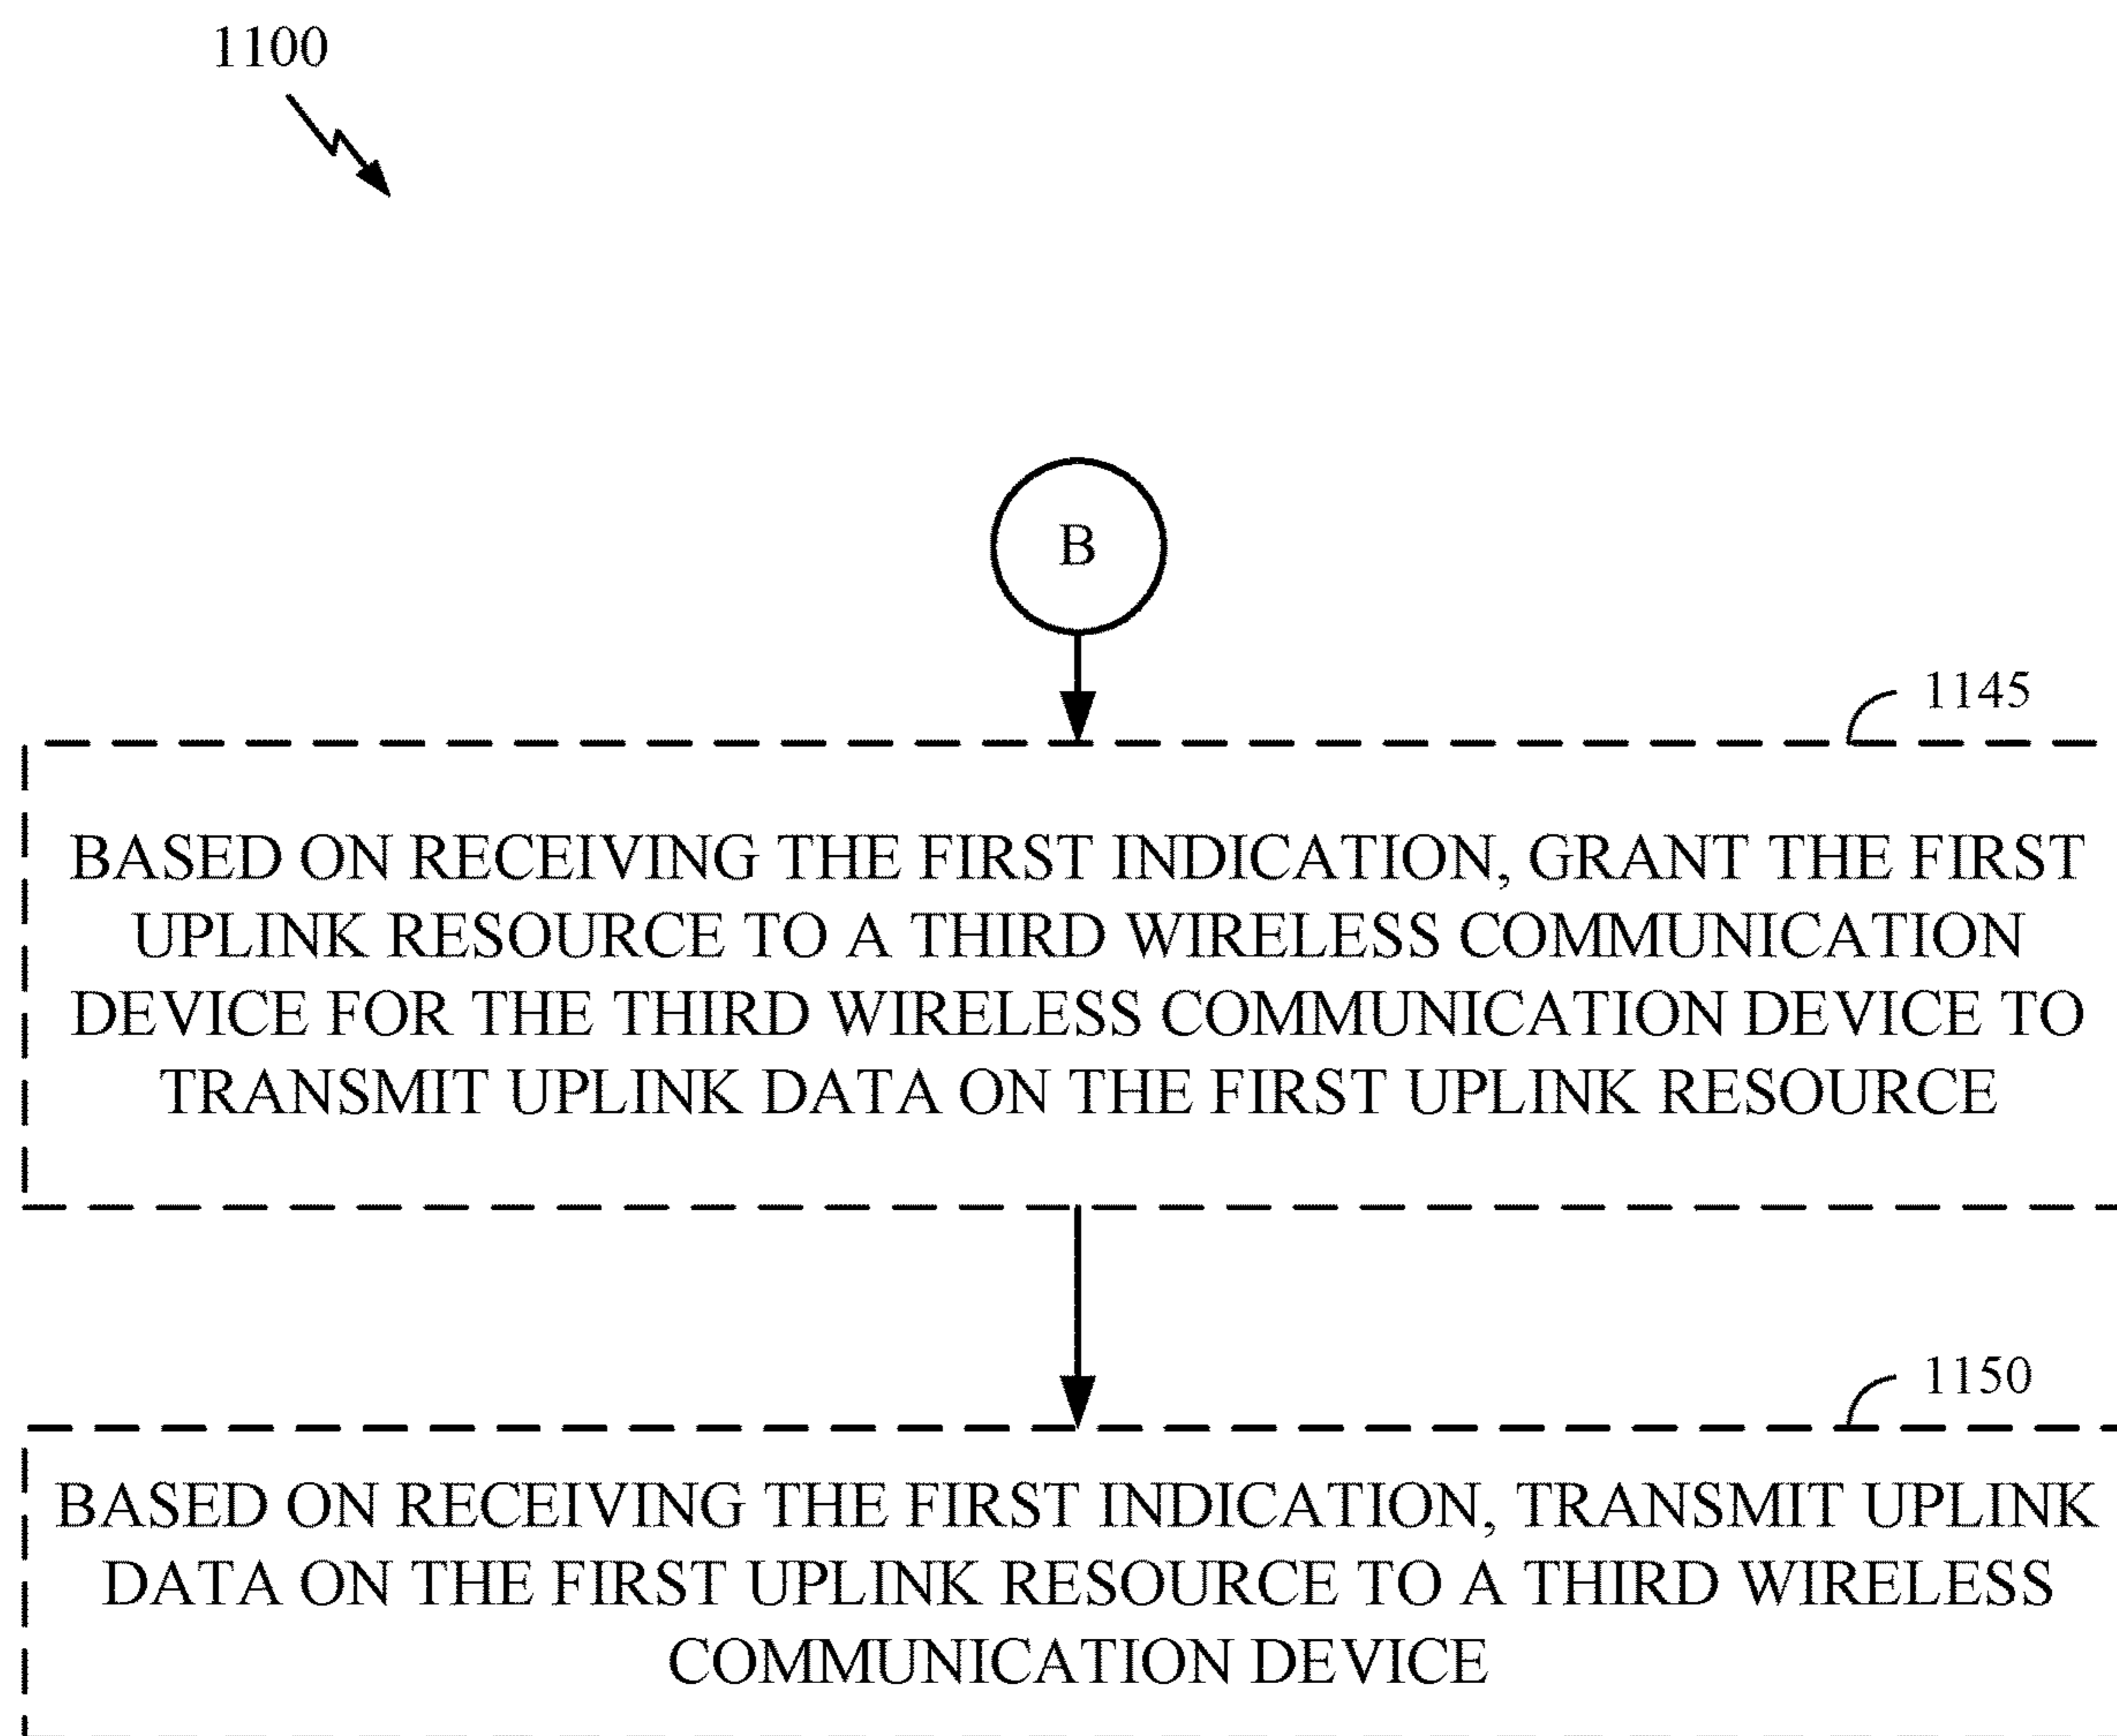 1100
B
1145
BASED ON RECEIVING THE FIRST INDICATION, GRANT THE FIRST
UPLINK RESOURCE TO A THIRD WIRELESS COMMUNICATION
DEVICE FOR THE THIRD WIRELESS COMMUNICATION DEVICE TO
TRANSMIT UPLINK DATA ON THE FIRST UPLINK RESOURCE
1150
BASED ON RECEIVING THE FIRST INDICATION, TRANSMIT UPLINK
DATA ON THE FIRST UPLINK RESOURCE TO A THIRD WIRELESS
COMMUNICATION DEVICE